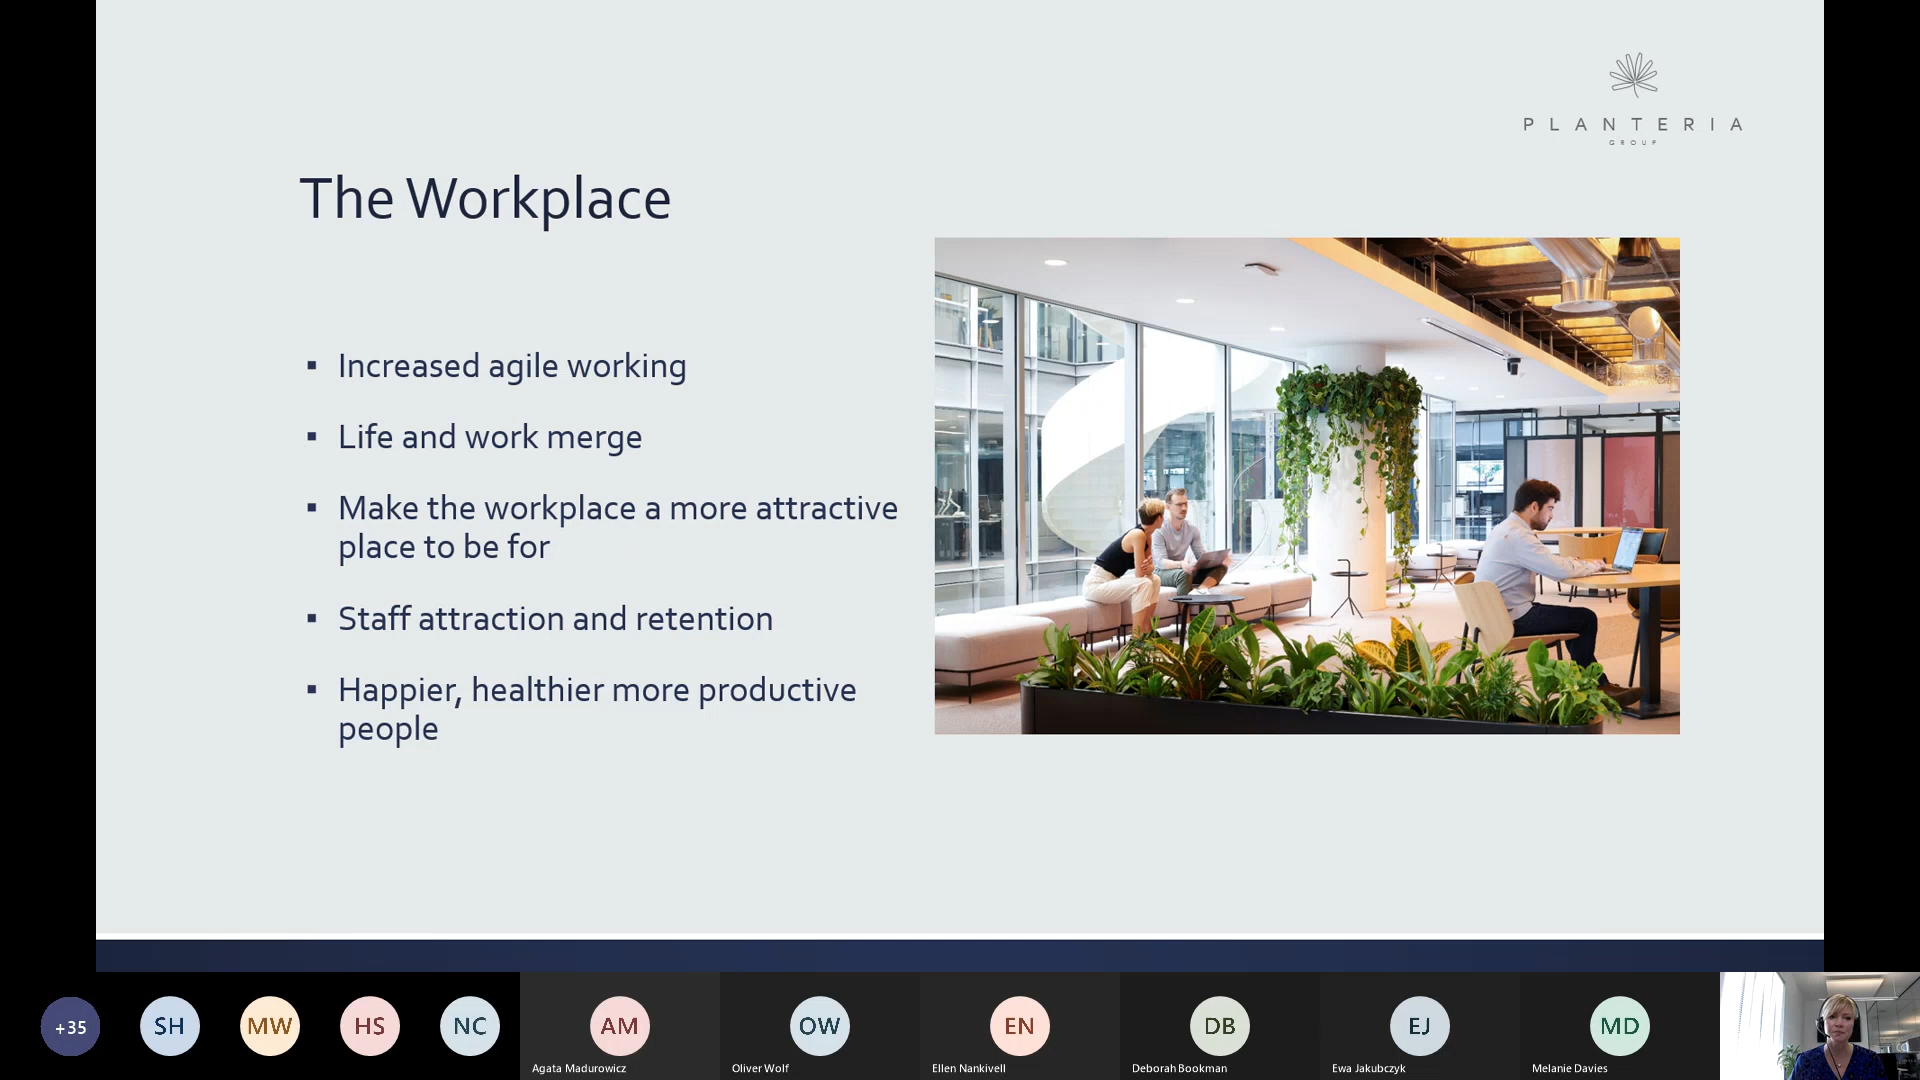 PLANTERIA
GROUP
The Workplace
▪ Increased agile working
▪ Life and work merge
▪ Make the workplace a more attractive
place to be for
▪ Staff attraction and retention
▪ Happier, healthier more productive
people
+35
SH
MW
HS
NC
AM
OW
EN
DB
EJ
MD
Agata Madurowicz
Oliver Wolf
Ellen Nankivell
Deborah Bookman
Ewa Jakubczyk
Melanie Davies